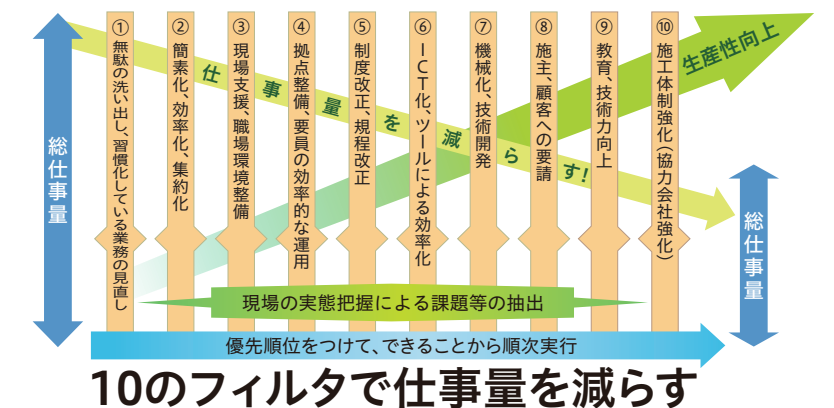 総仕事量
①無駄の洗い出し、習慣化している業務の見直し
②簡素化、効率化、集約化
③現場支援、職場環境整備
④拠点整備、要員の効率的な運用
⑤制度改正、規程改正
⑥ICT化、ツールによる効率化
⑦機械化、技術開発
⑧施主、顧客への要請
⑨教育、技術力向上
⑩施工体制強化(協力会社強化)
仕事量を減らす!
生産性向上
総仕事量
現場の実態把握による課題等の抽出
優先順位をつけて、できることから順次実行
10のフィルタで仕事量を減らす